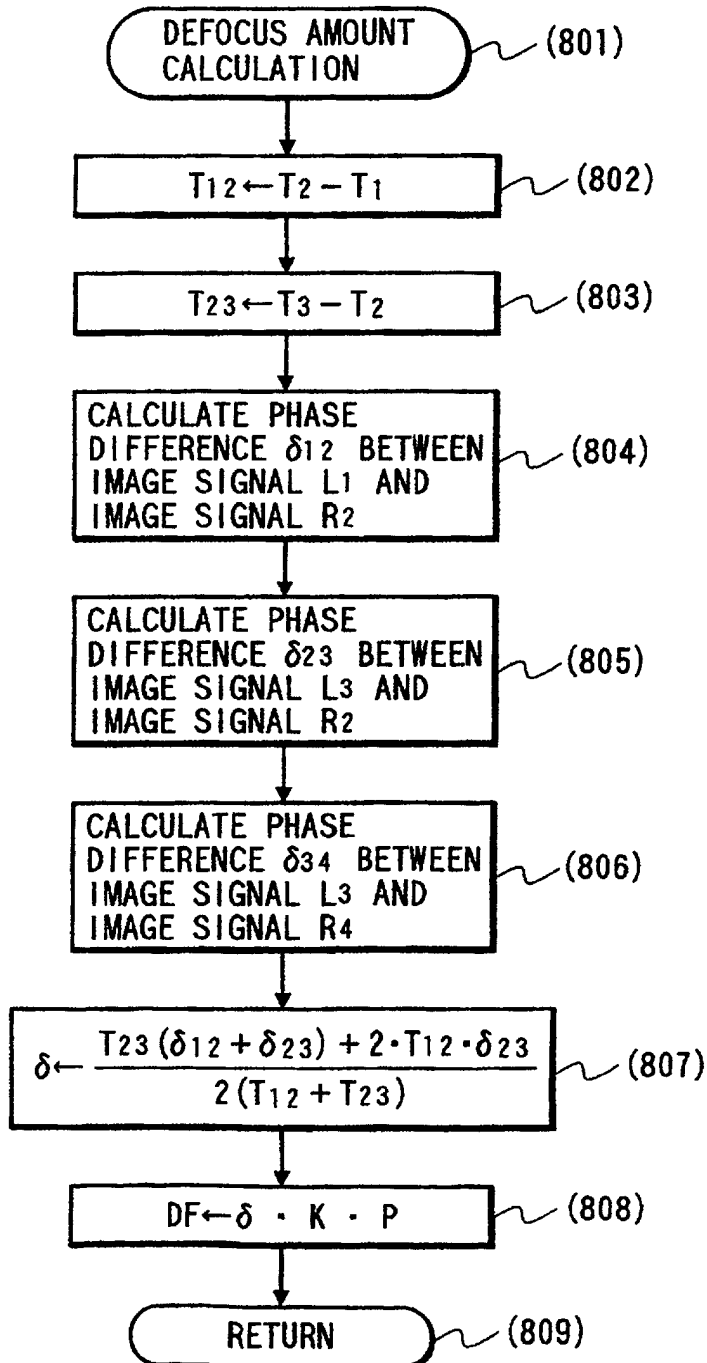 DEFOCUS AMOUNT
CALCULATION
(801)
T12←T2−T1
(802)
T23←T3−T2
(803)
CALCULATE PHASE
DIFFERENCE δ12 BETWEEN
IMAGE SIGNAL L1 AND
IMAGE SIGNAL R2
(804)
CALCULATE PHASE
DIFFERENCE δ23 BETWEEN
IMAGE SIGNAL L3 AND
IMAGE SIGNAL R2
(805)
CALCULATE PHASE
DIFFERENCE δ34 BETWEEN
IMAGE SIGNAL L3 AND
IMAGE SIGNAL R4
(806)
δ← T23(δ12+δ23)+2·T12·δ23
2(T12+T23)
(807)
DF←δ · K · P
(808)
RETURN
(809)